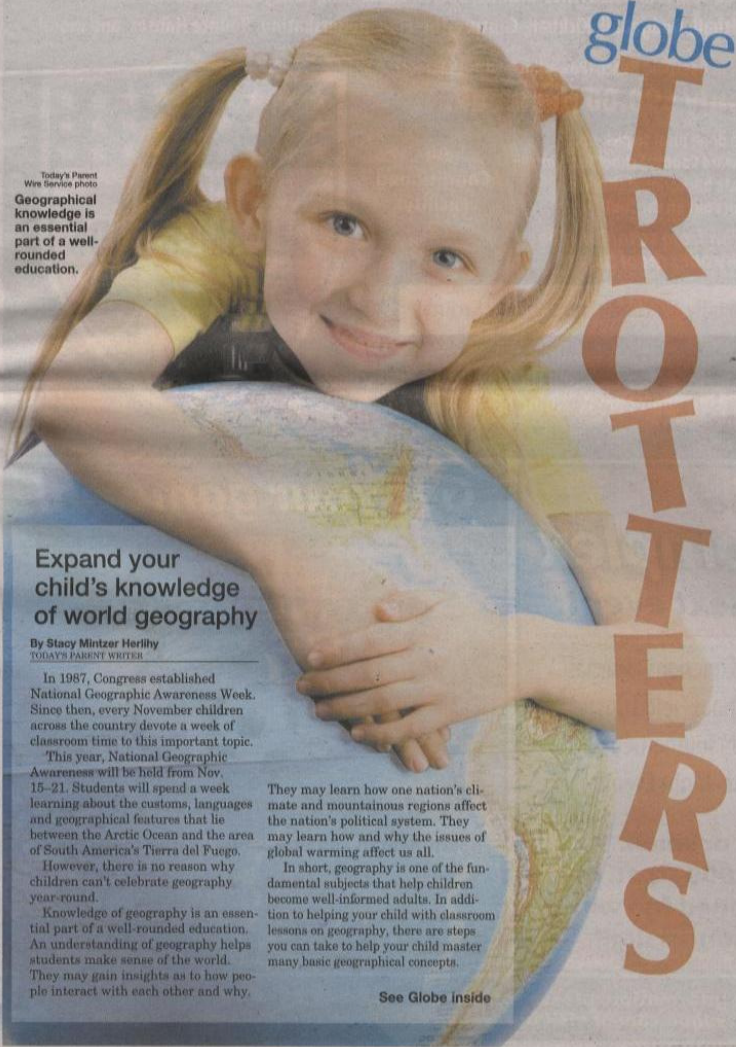 globe
TROTTERS
Today's Parent
Wire Service photo
Geographical
knowledge is
an essential
part of a well-
rounded
education.
Expand your
child's knowledge
of world geography
By Stacy Mintzer Herlihy
TODAY'S PARENT WRITER
In 1987, Congress established
National Geographic Awareness Week.
Since then, every November children
across the country devote a week of
classroom time to this important topic.
This year, National Geographic
Awareness will be held from Nov.
15–21. Students will spend a week
learning about the customs, languages
and geographical features that lie
between the Arctic Ocean and the area
of South America's Tierra del Fuego.
However, there is no reason why
children can't celebrate geography
year-round.
Knowledge of geography is an essen-
tial part of a well-rounded education.
An understanding of geography helps
students make sense of the world.
They may gain insights as to how peo-
ple interact with each other and why.
They may learn how one nation's cli-
mate and mountainous regions affect
the nation's political system. They
may learn how and why the issues of
global warming affect us all.
In short, geography is one of the fun-
damental subjects that help children
become well-informed adults. In addi-
tion to helping your child with classroom
lessons on geography, there are steps
you can take to help your child master
many basic geographical concepts.
See Globe inside